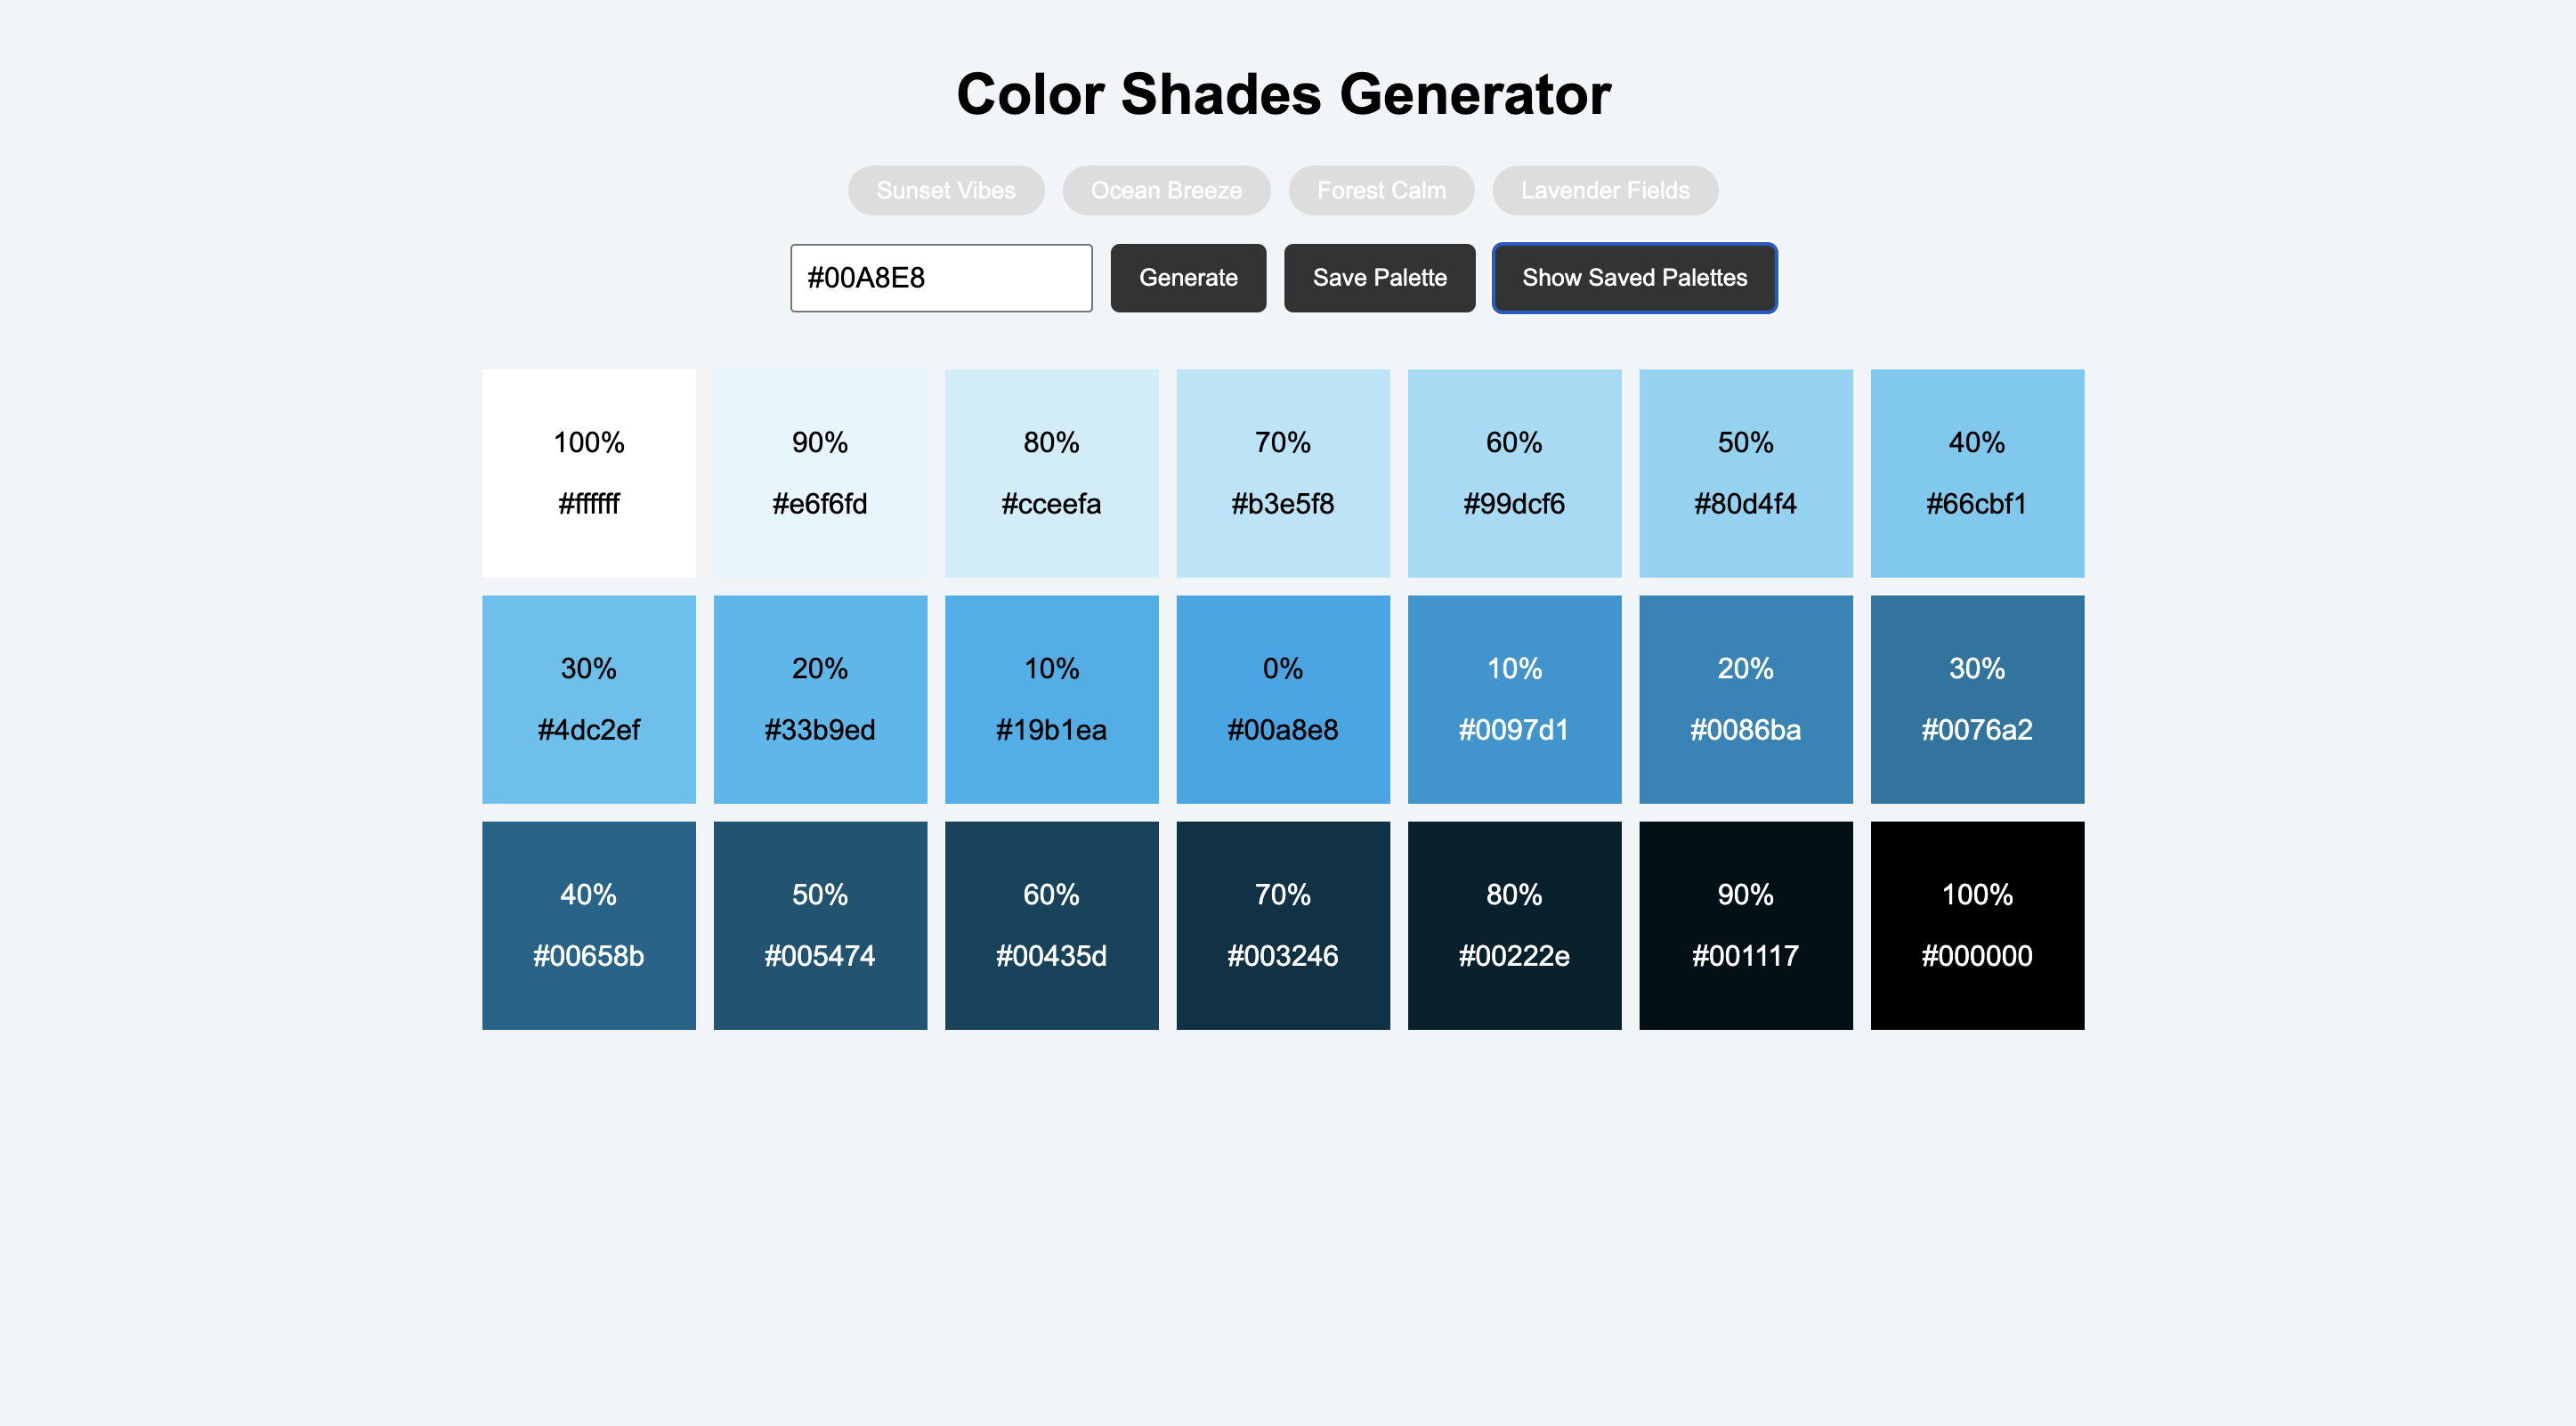 Color Shades Generator
Sunset Vibes Ocean Breeze Forest Calm Lavender Fields
#00A8E8 Generate Save Palette Show Saved Palettes
100% 90% 80% 70% 60% 50% 40%
#ffffff #e6f6fd #cceefa #b3e5f8 #99dcf6 #80d4f4 #66cbf1
30% 20% 10% 0% 10% 20% 30%
#4dc2ef #33b9ed #19b1ea #00a8e8 #0097d1 #0086ba #0076a2
40% 50% 60% 70% 80% 90% 100%
#00658b #005474 #00435d #003246 #00222e #001117 #000000